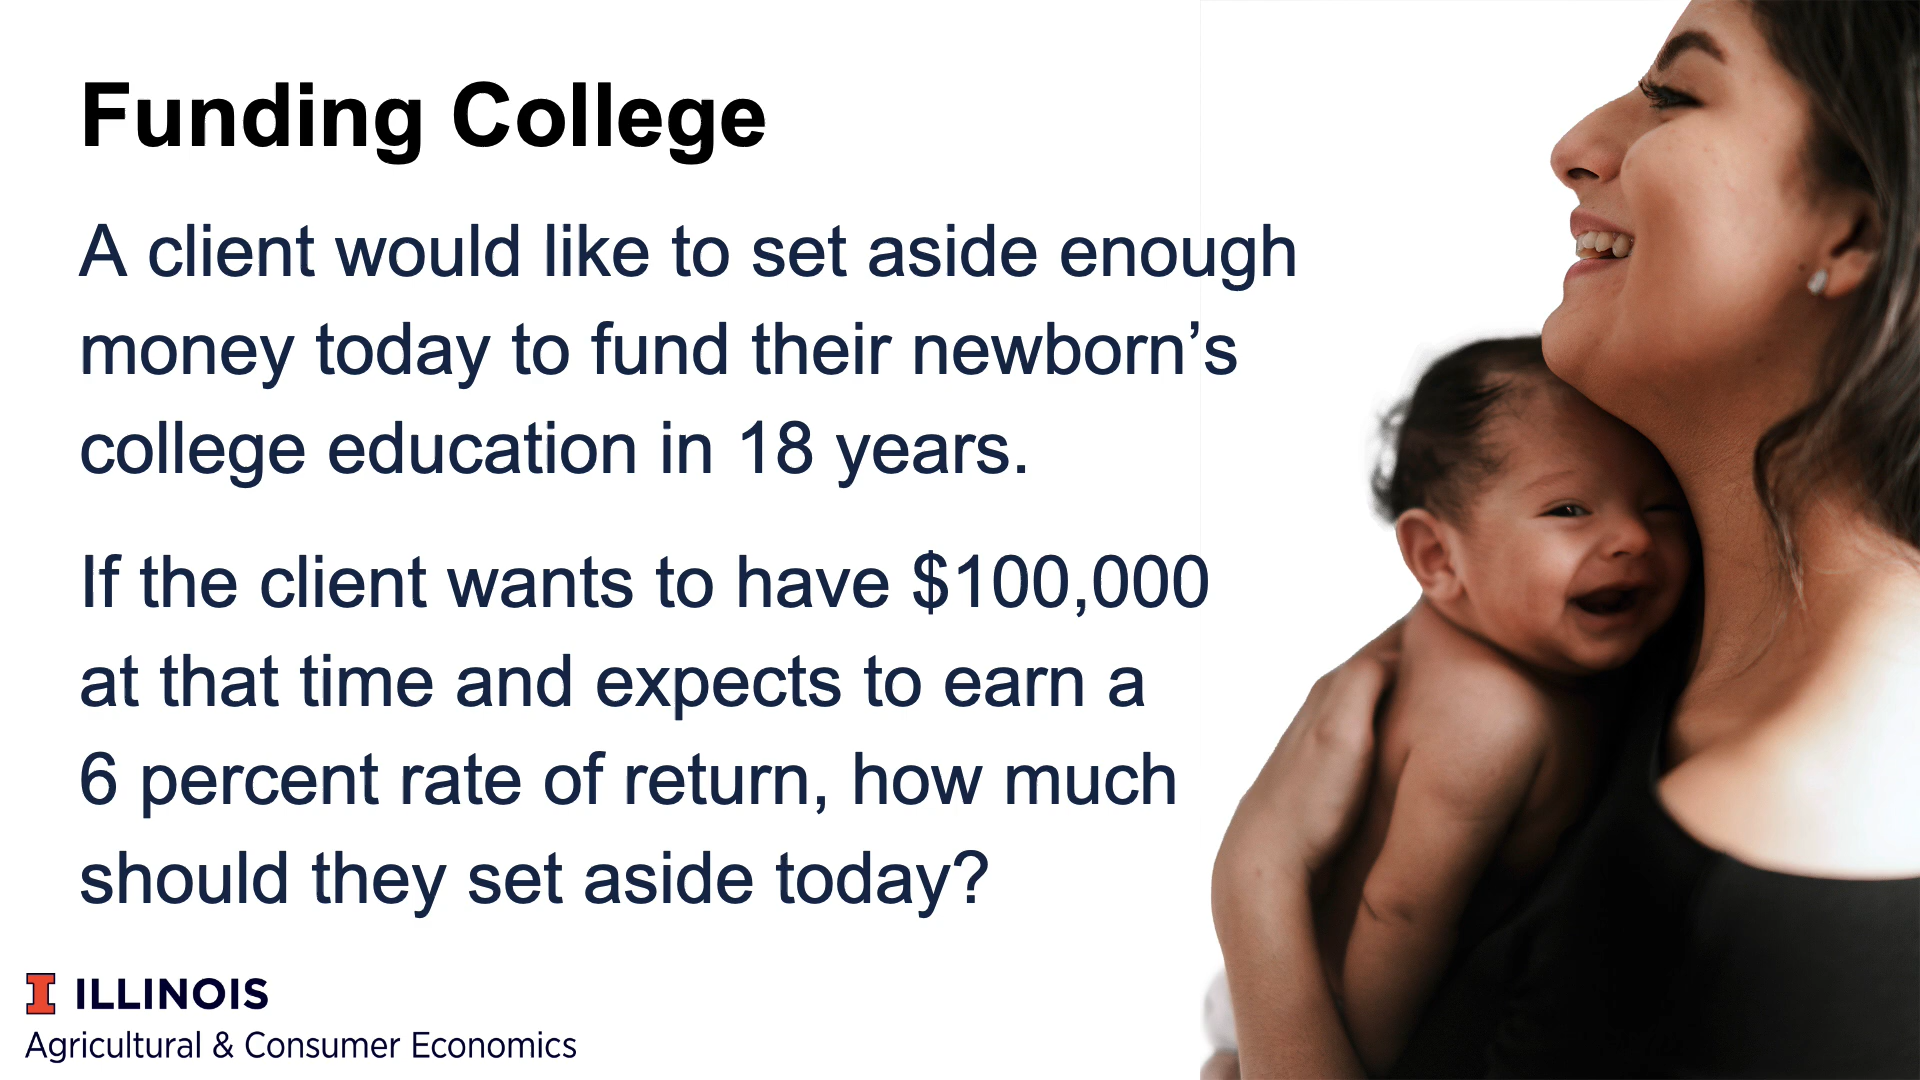 Funding College
A client would like to set aside enough
money today to fund their newborn’s
college education in 18 years.
If the client wants to have $100,000
at that time and expects to earn a
6 percent rate of return, how much
should they set aside today?
I ILLINOIS
Agricultural & Consumer Economics